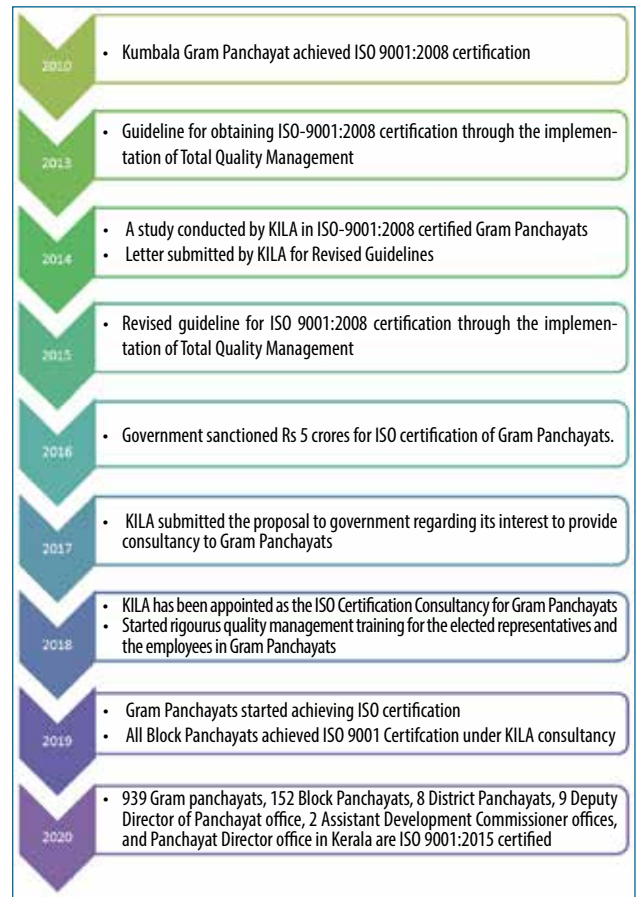 2010
• Kumbala Gram Panchayat achieved ISO 9001:2008 certification
2013
• Guideline for obtaining ISO-9001:2008 certification through the implemen-
tation of Total Quality Management
2014
• A study conducted by KILA in ISO-9001:2008 certified Gram Panchayats
• Letter submitted by KILA for Revised Guidelines
2015
• Revised guideline for ISO 9001:2008 certification through the implemen-
tation of Total Quality Management
2016
• Government sanctioned Rs 5 crores for ISO certification of Gram Panchayats.
2017
• KILA submitted the proposal to government regarding its interest to provide
consultancy to Gram Panchayats
2018
• KILA has been appointed as the ISO Certification Consultancy for Gram Panchayats
• Started rigourus quality management training for the elected representatives and
the employees in Gram Panchayats
2019
• Gram Panchayats started achieving ISO certification
• All Block Panchayats achieved ISO 9001 Certifcation under KILA consultancy
2020
• 939 Gram panchayats, 152 Block Panchayats, 8 District Panchayats, 9 Deputy
Director of Panchayat office, 2 Assistant Development Commissioner offices,
and Panchayat Director office in Kerala are ISO 9001:2015 certified